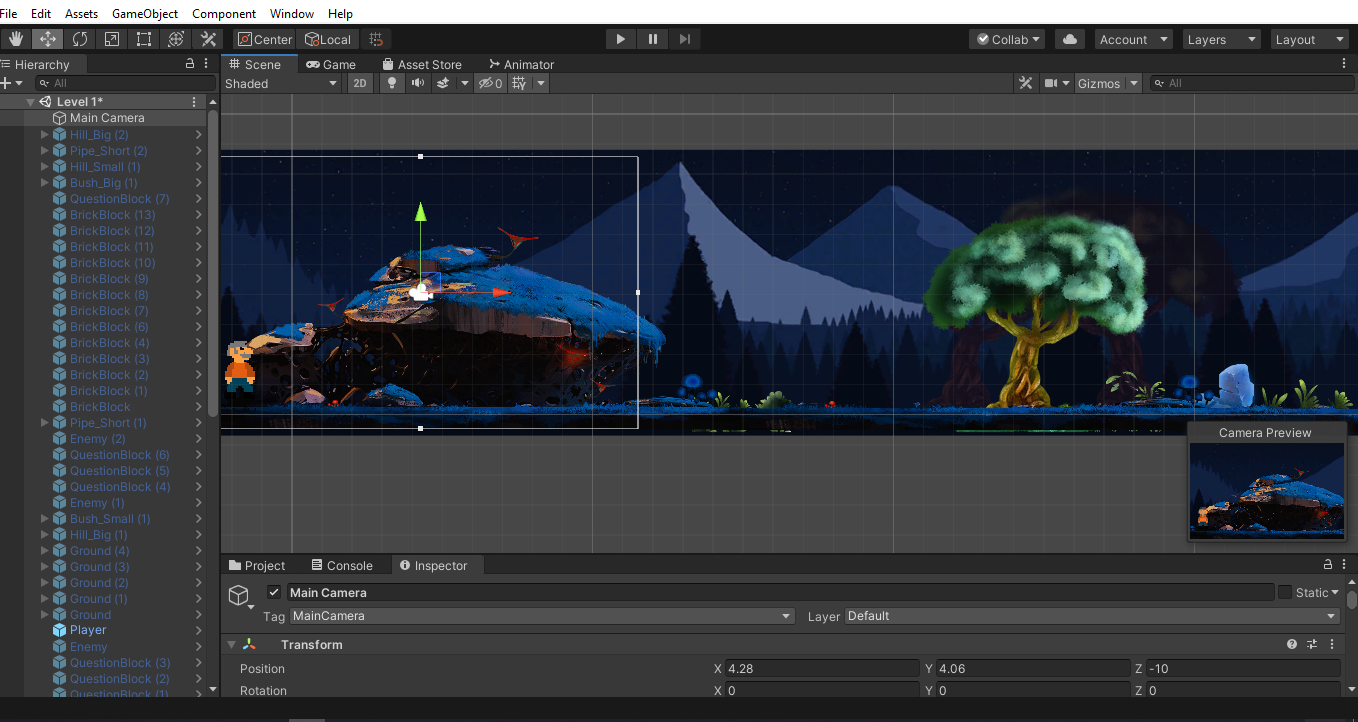 File Edit Assets GameObject Component Window Help
Center Local Collab Account Layers Layout
Hierarchy Scene Game Asset Store Animator
All Shaded 2D 0 Gizmos All
Level 1*
Main Camera
Hill_Big (2)
Pipe_Short (2)
Hill_Small (1)
Bush_Big (1)
QuestionBlock (7)
BrickBlock (13)
BrickBlock (12)
BrickBlock (11)
BrickBlock (10)
BrickBlock (9)
BrickBlock (8)
BrickBlock (7)
BrickBlock (6)
BrickBlock (4)
BrickBlock (3)
BrickBlock (2)
BrickBlock (1)
BrickBlock
Pipe_Short (1)
Enemy (2)
QuestionBlock (6)
QuestionBlock (5)
QuestionBlock (4)
Enemy (1)
Bush_Small (1)
Hill_Big (1)
Ground (4)
Ground (3)
Ground (2)
Ground (1)
Ground
Player
Enemy
QuestionBlock (3)
QuestionBlock (2)
QuestionBlock (1)
Camera Preview
Project Console Inspector
Main Camera Static
Tag MainCamera Layer Default
Transform
Position X 4.28 Y 4.06 Z -10
Rotation X 0 Y 0 Z 0